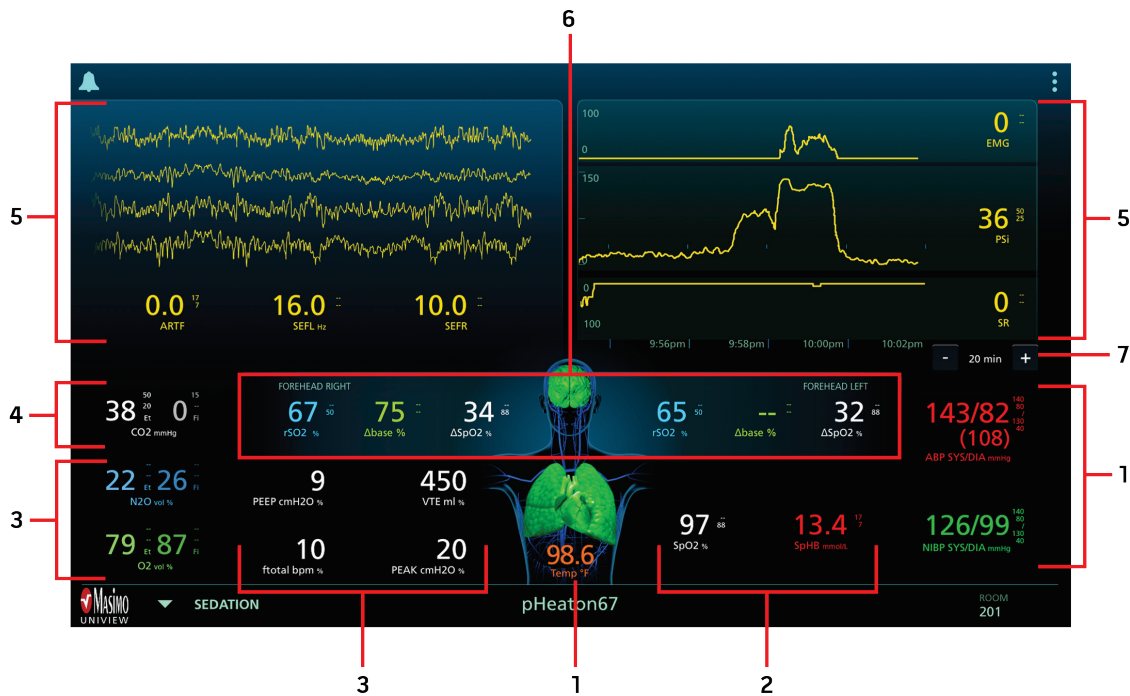 6
100
0
0 --
EMG
150
0
36 50
25
PSi
0
100
0 --
SR
9:56pm 9:58pm 10:00pm 10:02pm
- 20 min +
5
5
7
0.0 17
7
ARTF
16.0 --
SEFL Hz
10.0 --
SEFR
4
38 50
20
Et
0 15
--
Fi
CO2 mmHg
FOREHEAD RIGHT
67 --
50
rSO2 %
75 --
Δbase %
34 --
88
ΔSpO2 %
FOREHEAD LEFT
65 --
50
rSO2 %
-- --
Δbase %
32 --
88
ΔSpO2 %
143/82
(108)
140
80 /
130
40
ABP SYS/DIA mmHg
1
3
22 --
Et
26 --
Fi
N2O vol %
79 --
Et
87 --
Fi
O2 vol %
9
PEEP cmH2O %
450
VTE ml %
10
ftotal bpm %
20
PEAK cmH2O %
98.6
Temp °F
97 --
88
SpO2 %
13.4 17
7
SpHB mmol/L
126/99
140
80 /
130
40
NIBP SYS/DIA mmHg
Masimo
UNIVIEW
SEDATION
pHeaton67
ROOM
201
3
1
2